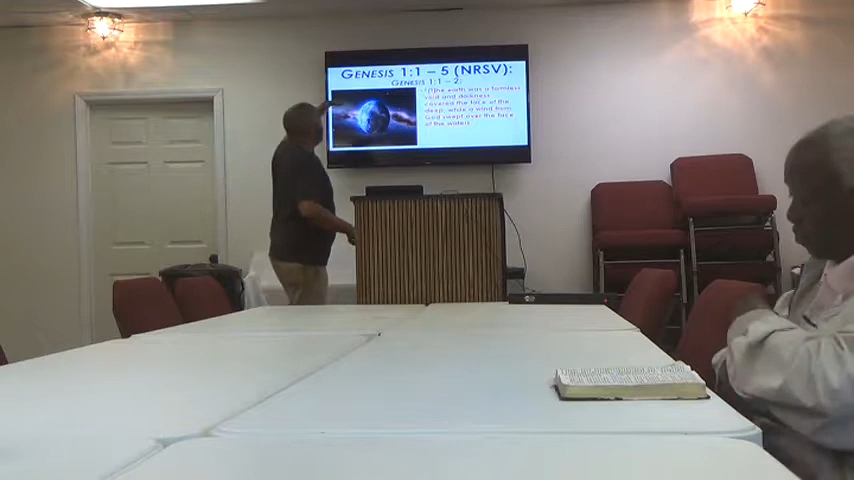 GENESIS 1:1 – 5 (NRSV):
GENESIS 1:1 – 2:
"(T)he earth was a formless
void and darkness
covered the face of the
deep, while a wind from
God swept over the face
of the waters